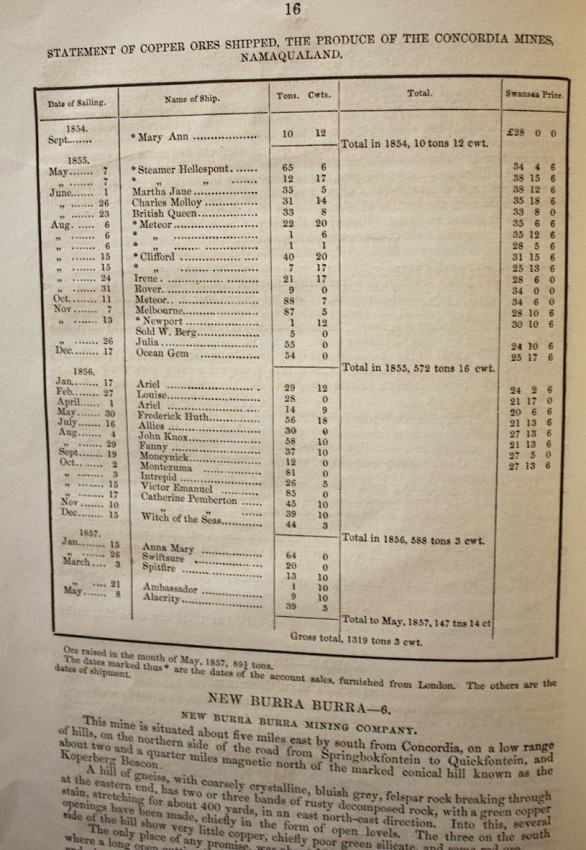 16
STATEMENT OF COPPER ORES SHIPPED, THE PRODUCE OF THE CONCORDIA MINES,
NAMAQUALAND.
Date of Sailing. Name of Ship. Tons. Cwts. Total. Swansea Price.
1854.
Sept........ * Mary Ann .................. 10 12 £28 0 0
Total in 1854, 10 tons 12 cwt.
1855.
May ....... 7 * Steamer Hellespont....... 65 6 34 4 6
„ ....... 7 * „ „ ....... 12 17 38 15 6
June....... 1 Martha Jane .................. 35 5 38 12 6
„ ....... 26 Charles Molloy ............... 31 14 35 18 6
„ ....... 23 British Queen.................. 33 8 33 8 0
Aug. ..... 6 * Meteor ........................ 22 20 35 6 6
„ ....... 6 * „ ........................ 1 6 35 12 6
„ ....... 6 * „ ........................ 1 1 28 5 6
„ ....... 15 * Clifford ..................... 40 20 31 15 6
„ ....... 15 * „ ..................... 7 17 25 13 6
„ ....... 24 Irene........................... 21 17 28 6 0
„ ....... 31 Rover........................... 9 0 34 0 0
Oct........ 11 Meteor........................ 88 7 34 6 0
Nov ....... 7 Melbourne..................... 87 5 28 10 6
„ ....... 13 * Newport ..................... 1 12 30 10 6
Sold W. Berg.................. 5 0
„ ....... 26 Julia ........................... 55 0 24 10 6
Dec........ 17 Ocean Gem .................. 54 0 25 17 6
Total in 1855, 572 tons 16 cwt.
1856.
Jan........ 17 Ariel ........................... 29 12 24 2 6
Feb........ 27 Louise........................... 28 0 21 17 0
April...... 1 Ariel ........................... 14 9 20 6 6
May ....... 30 Frederick Huth............... 56 18 21 13 6
July ....... 16 Allies ........................... 30 0 27 13 6
Aug........ 4 John Knox..................... 58 10 21 13 6
„ ....... 29 Fanny ........................... 37 10 27 5 0
Sept....... 19 Moneynick..................... 12 0 27 13 6
Oct........ 2 Montezuma .................. 81 0
„ ....... 3 Intrepid ........................ 26 5
„ ....... 15 Victor Emanuel ............ 85 0
„ ....... 17 Catherine Pemberton ...... 45 10
Nov ....... 10 „ „ ...... 39 10
Dec........ 15 Witch of the Seas............ 44 3
Total in 1856, 588 tons 3 cwt.
1857.
Jan........ 15 Anna Mary .................. 64 0
„ ....... 26 Swiftsure ..................... 20 0
March .... 3 Spitfire ........................ 13 10
1 10
„ ....... 21 Ambassador .................. 9 10
May....... 8 Alacrity........................ 39 5
Total to May, 1857, 147 tns 14 ct
Gross total, 1319 tons 3 cwt.
Ore raised in the month of May, 1857, 89½ tons.
The dates marked thus * are the dates of the account sales, furnished from London. The others are the
dates of shipment.
NEW BURRA BURRA—6.
NEW BURRA BURRA MINING COMPANY.
This mine is situated about five miles east by south from Concordia, on a low range
of hills, on the northern side of the road from Springbokfontein to Quickfontein, and
about two and a quarter miles magnetic north of the marked conical hill known as the
Koperberg Beacon.
A hill of gneiss, with coarsely crystalline, bluish grey, felspar rock breaking through
at the eastern end, has two or three bands of rusty decomposed rock, with a green copper
stain, stretching for about 400 yards, in an east north-east direction. Into this, several
openings have been made, chiefly in the form of open levels. The three on the south
side of the hill show very little copper, chiefly poor green silicate, and some red
The only place of any promise,
where a long open